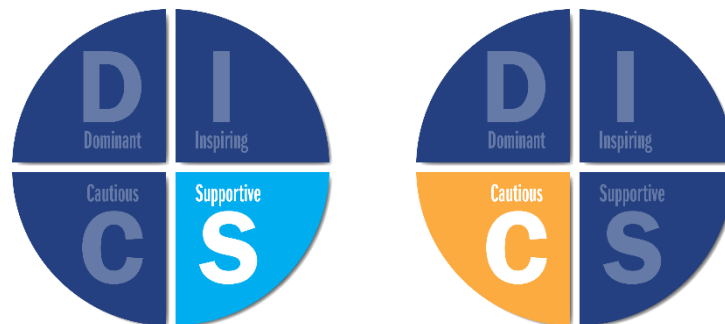 D I
Dominant Inspiring
Cautious Supportive
C S
D I
Dominant Inspiring
Cautious Supportive
C S